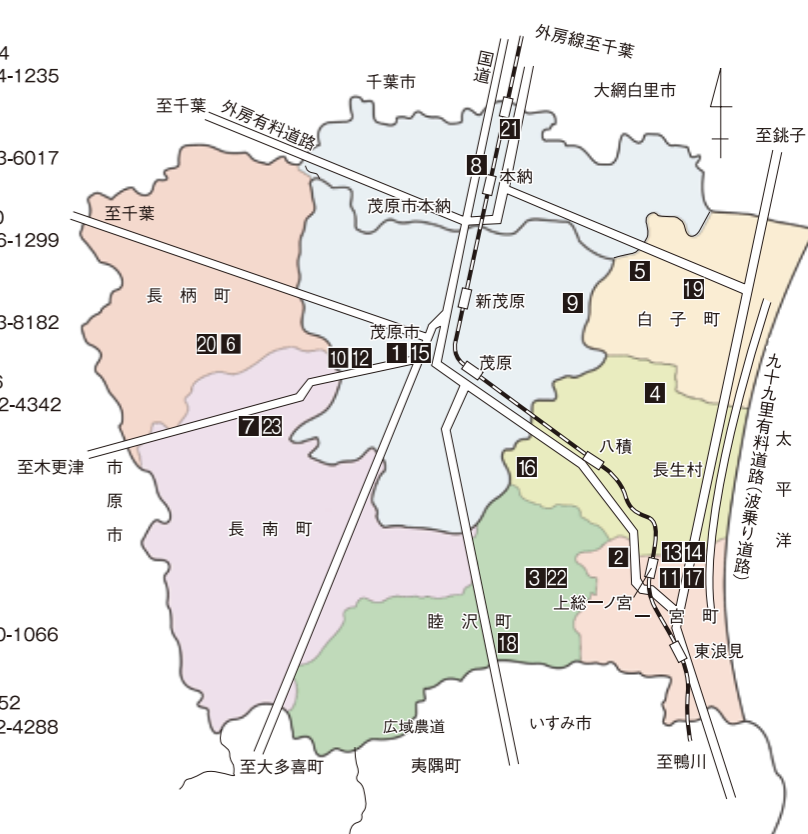 4
4-1235
3-6017
0
6-1299
3-8182
6
2-4342
0-1066
52
2-4288
外房線至千葉
国道
千葉市
大網白里市
至千葉
外房有料道路
至銚子
21
8
本納
茂原市本納
至千葉
5
19
長柄町
新茂原
9
白子町
茂原市
20 6
10 12
1 15
茂原
4
九十九里有料道路(波乗り道路)
太平洋
7 23
八積
至木更津
市原市
16
長生村
長南町
2
13 14
3 22
11 17
上総一ノ宮
一宮町
睦沢町
18
東浪見
広域農道
いすみ市
至大多喜町
夷隅町
至鴨川